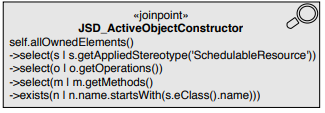 «joinpoint»
JSD_ActiveObjectConstructor
self.allOwnedElements()
->select(s I s.getAppliedStereotype('SchedulableResource'))
->select(o I o.getOperations())
->select(m I m.getMethods()
->exists(n I n.name.startsWith(s.eClass().name)))